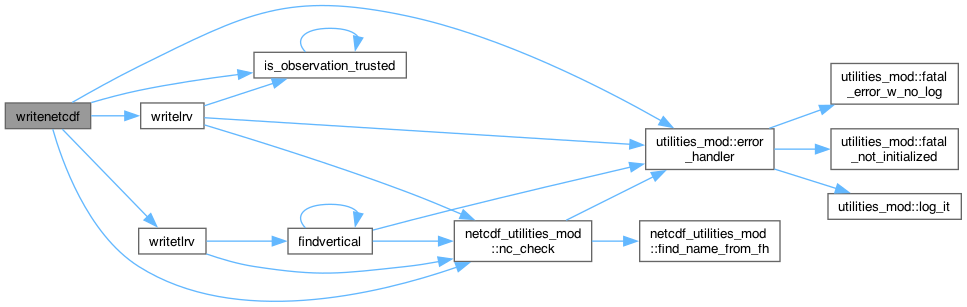 writenetcdf
is_observation_trusted
writelrv
writetlrv
findvertical
netcdf_utilities_mod
::nc_check
utilities_mod::error
_handler
netcdf_utilities_mod
::find_name_from_fh
utilities_mod::fatal
_error_w_no_log
utilities_mod::fatal
_not_initialized
utilities_mod::log_it